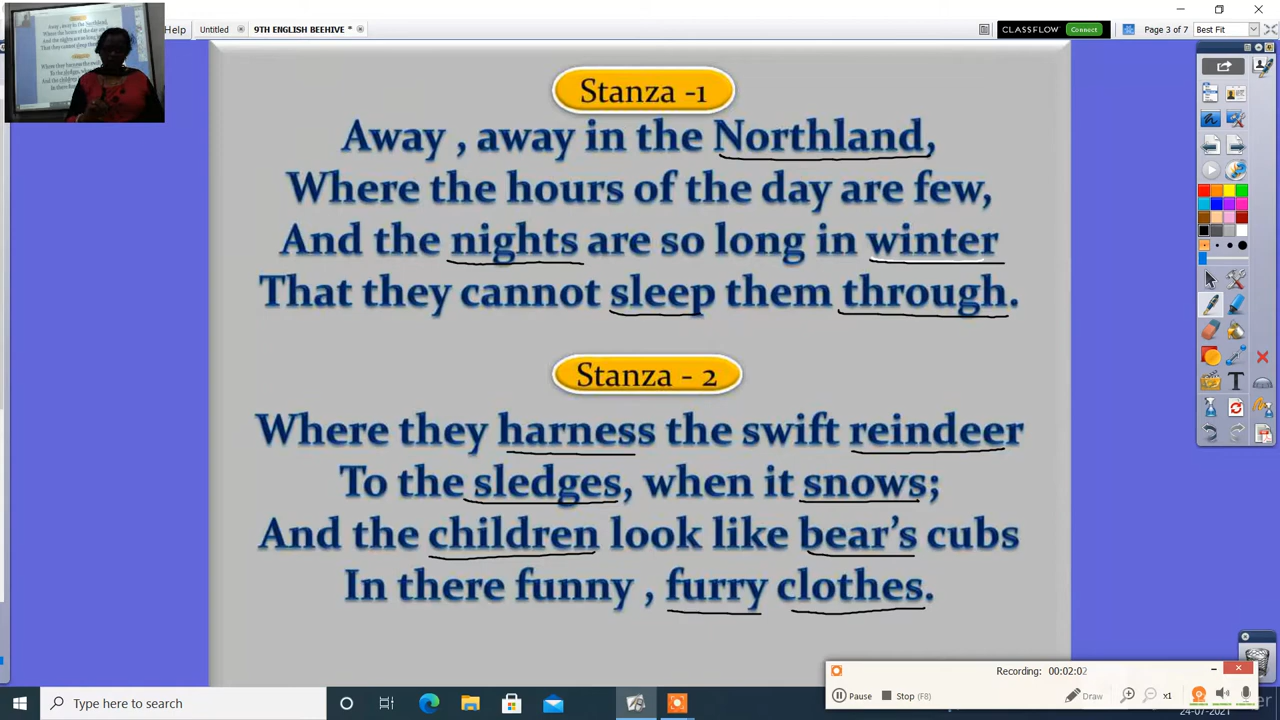 Help
Untitled
9TH ENGLISH BEEHIVE *
CLASSFLOW
Connect
Page 3 of 7
Best Fit
Stanza -1
Away , away in the Northland,
Where the hours of the day are few,
And the nights are so long in winter
That they cannot sleep them through.
Stanza - 2
Where they harness the swift reindeer
To the sledges, when it snows;
And the children look like bear's cubs
In there funny , furry clothes.
Recording: 00:02:02
Pause
Stop (F8)
Draw
x1
Type here to search
24-07-2021